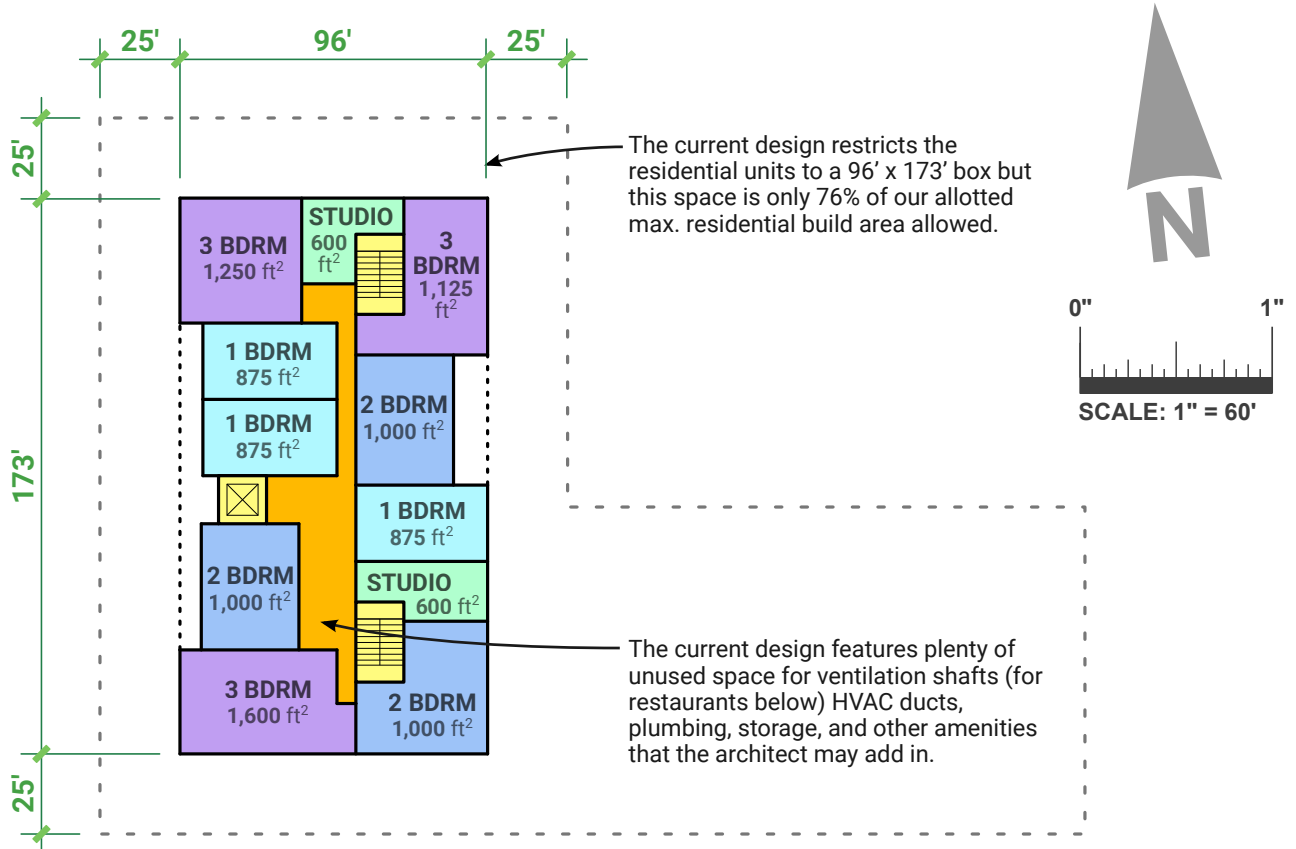 25' 96' 25'
25'
173'
25'
The current design restricts the
residential units to a 96’ x 173’ box but
this space is only 76% of our allotted
max. residential build area allowed.
N
0" 1"
SCALE: 1" = 60'
3 BDRM
1,250 ft²
STUDIO
600
ft²
3
BDRM
1,125
ft²
1 BDRM
875 ft²
1 BDRM
875 ft²
2 BDRM
1,000 ft²
1 BDRM
875 ft²
2 BDRM
1,000 ft²
STUDIO
600 ft²
3 BDRM
1,600 ft²
2 BDRM
1,000 ft²
The current design features plenty of
unused space for ventilation shafts (for
restaurants below) HVAC ducts,
plumbing, storage, and other amenities
that the architect may add in.